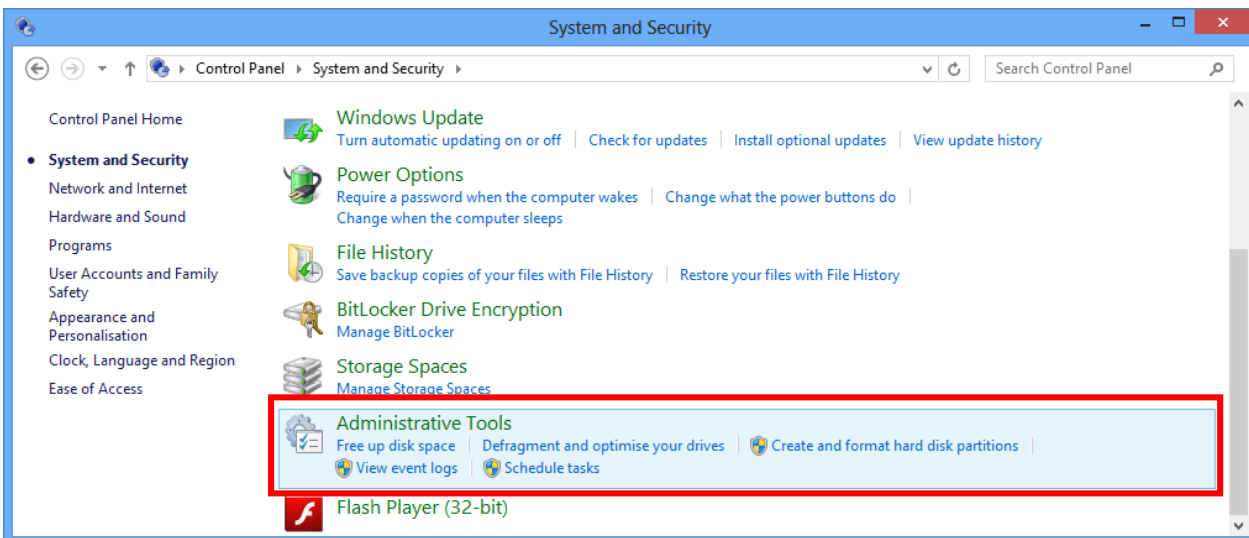 System and Security
Control Panel System and Security
Search Control Panel
Control Panel Home
System and Security
Network and Internet
Hardware and Sound
Programs
User Accounts and Family
Safety
Appearance and
Personalisation
Clock, Language and Region
Ease of Access
Windows Update
Turn automatic updating on or off Check for updates Install optional updates View update history
Power Options
Require a password when the computer wakes Change what the power buttons do
Change when the computer sleeps
File History
Save backup copies of your files with File History Restore your files with File History
BitLocker Drive Encryption
Manage BitLocker
Storage Spaces
Manage Storage Spaces
Administrative Tools
Free up disk space Defragment and optimise your drives Create and format hard disk partitions
View event logs Schedule tasks
Flash Player (32-bit)